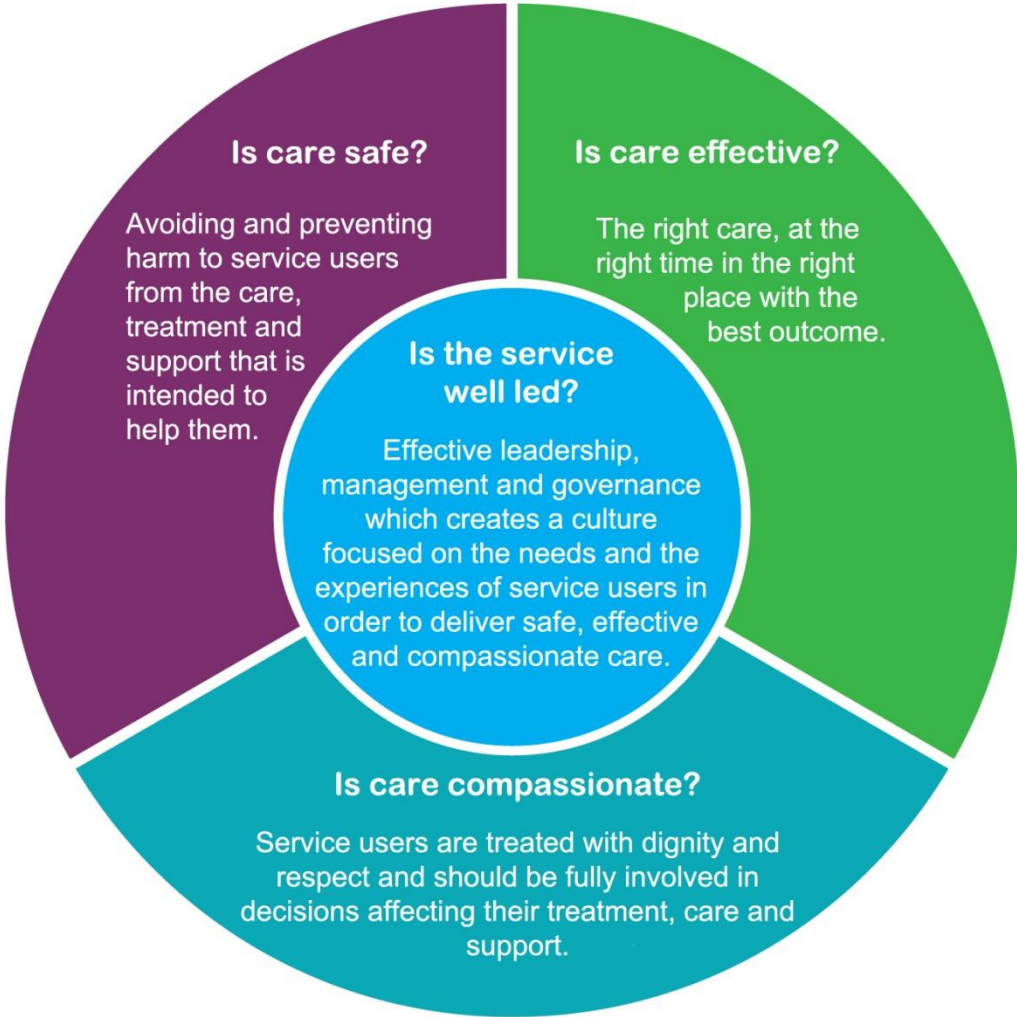 Is care safe?
Avoiding and preventing
harm to service users
from the care,
treatment and
support that is
intended to
help them.
Is care effective?
The right care, at the
right time in the right
place with the
best outcome.
Is the service
well led?
Effective leadership,
management and governance
which creates a culture
focused on the needs and the
experiences of service users in
order to deliver safe, effective
and compassionate care.
Is care compassionate?
Service users are treated with dignity and
respect and should be fully involved in
decisions affecting their treatment, care and
support.